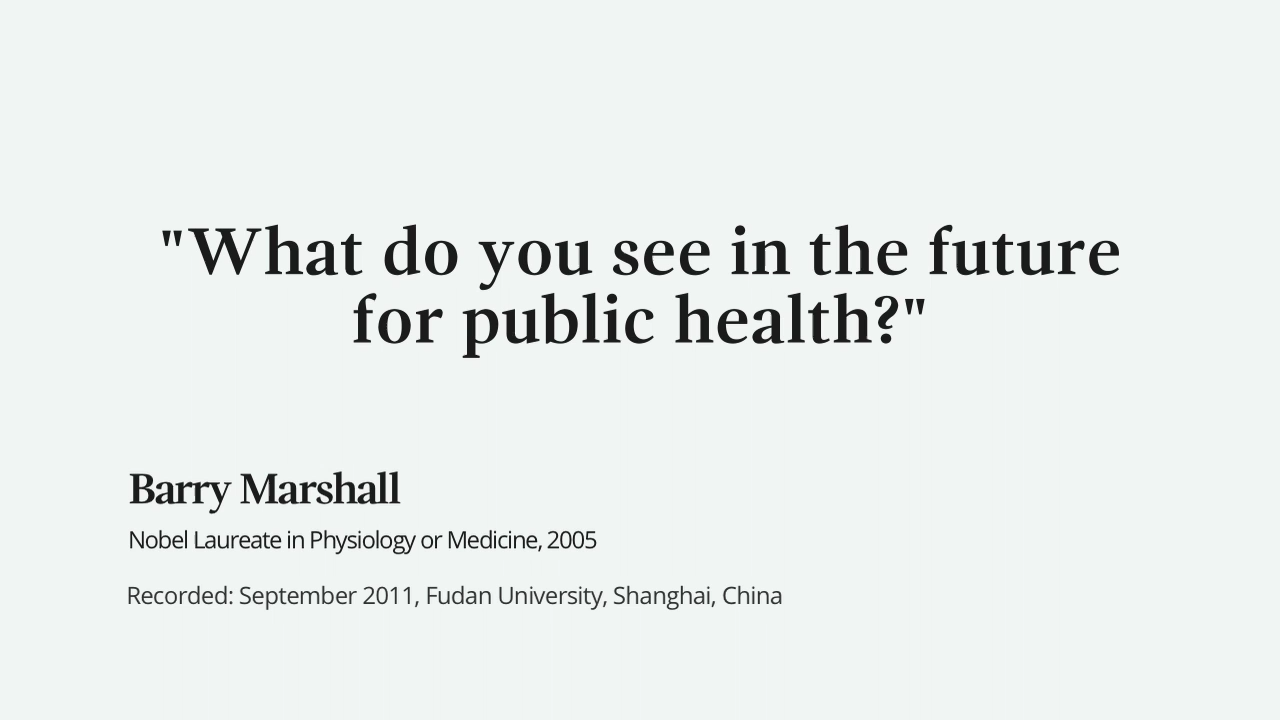 "What do you see in the future
for public health?"
Barry Marshall
Nobel Laureate in Physiology or Medicine, 2005
Recorded: September 2011, Fudan University, Shanghai, China